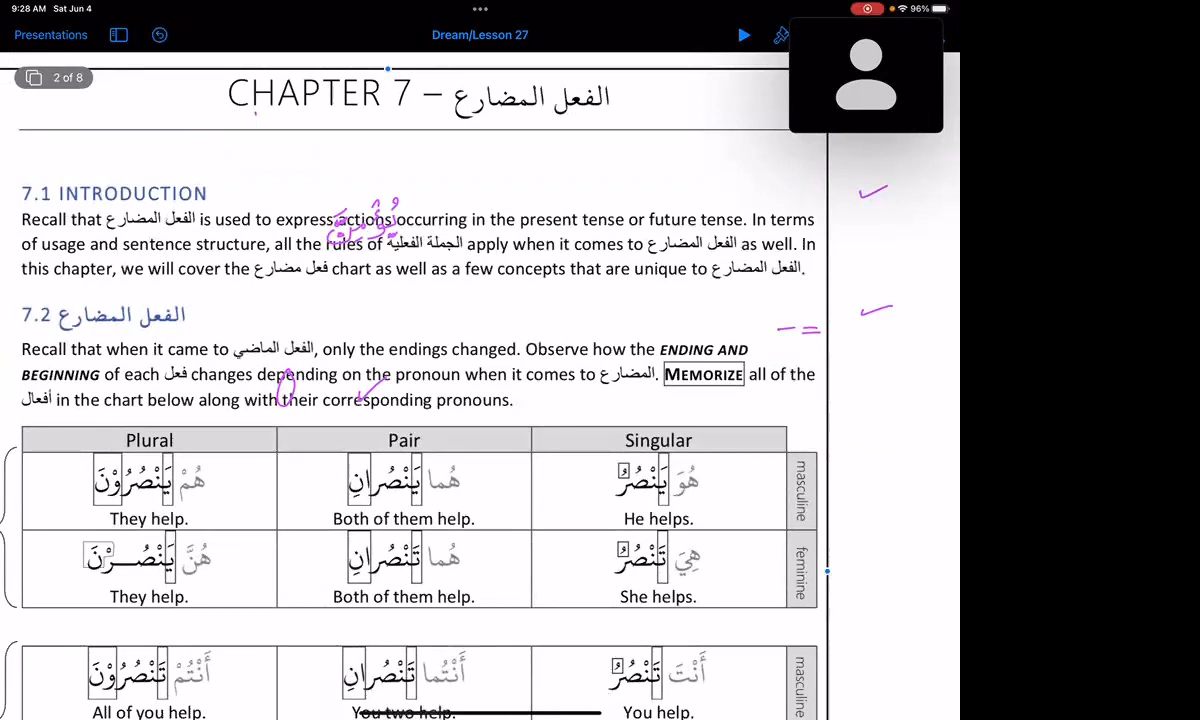 9:28 AM Sat Jun 4
96%
Presentations
Dream/Lesson 27
2 of 8
CHAPTER 7 – الفعل المضارع
7.1 INTRODUCTION
Recall that الفعل المضارع is used to express actions occurring in the present tense or future tense. In terms
of usage and sentence structure, all the rules of الجملة الفعلية apply when it comes to الفعل المضارع as well. In
this chapter, we will cover the فعل مضارع chart as well as a few concepts that are unique to الفعل المضارع.
7.2 الفعل المضارع
Recall that when it came to الفعل الماضي, only the endings changed. Observe how the ENDING AND
BEGINNING of each فعل changes depending on the pronoun when it comes to المضارع. MEMORIZE all of the
أفعال in the chart below along with their corresponding pronouns.
Plural Pair Singular
هُمْ يَنْصُرُوْنَ هُما يَنْصُرانِ هُوَ يَنْصُرُ masculine
They help. Both of them help. He helps.
هُنَّ يَنْصُـــرْنَ هُما تَنْصُرانِ هِيَ تَنْصُرُ feminine
They help. Both of them help. She helps.
أَنْتُمْ تَنْصُرُوْنَ أَنْتُما تَنْصُرانِ أَنْتَ تَنْصُرُ masculine
All of you help. You two help. You help.